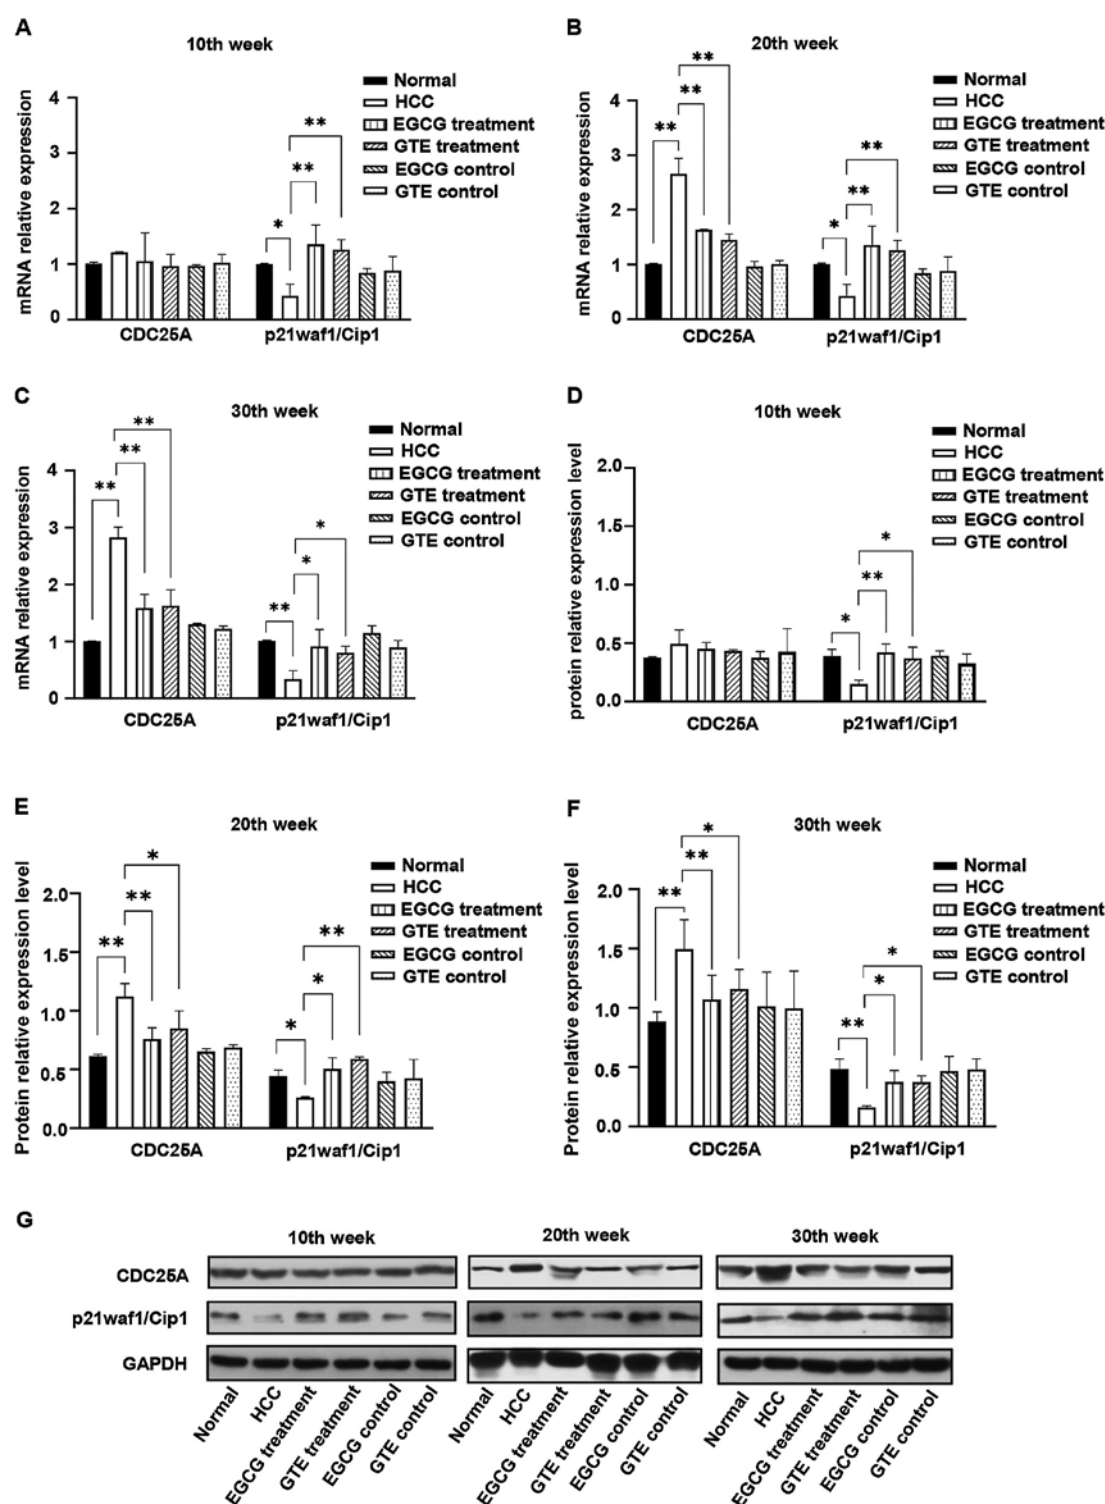 A
10th week
mRNA relative expression
4
3
2
1
0
**
**
*
CDC25A
p21waf1/Cip1
Normal
HCC
EGCG treatment
GTE treatment
EGCG control
GTE control
B
20th week
mRNA relative expression
4
3
2
1
0
**
**
**
**
**
*
CDC25A
p21waf1/Cip1
Normal
HCC
EGCG treatment
GTE treatment
EGCG control
GTE control
C
30th week
mRNA relative expression
4
3
2
1
0
**
**
**
*
*
**
CDC25A
p21waf1/Cip1
Normal
HCC
EGCG treatment
GTE treatment
EGCG control
GTE control
D
10th week
protein relative expression level
2.0
1.5
1.0
0.5
0.0
*
**
*
CDC25A
p21waf1/Cip1
Normal
HCC
EGCG treatment
GTE treatment
EGCG control
GTE control
E
20th week
Protein relative expression level
2.0
1.5
1.0
0.5
0.0
*
**
**
**
*
*
CDC25A
p21waf1/Cip1
Normal
HCC
EGCG treatment
GTE treatment
EGCG control
GTE control
F
30th week
Protein relative expression level
2.0
1.5
1.0
0.5
0.0
*
**
**
*
*
**
CDC25A
p21waf1/Cip1
Normal
HCC
EGCG treatment
GTE treatment
EGCG control
GTE control
G
10th week
20th week
30th week
CDC25A
p21waf1/Cip1
GAPDH
Normal
HCC
EGCG treatment
GTE treatment
EGCG control
GTE control
Normal
HCC
EGCG treatment
GTE treatment
EGCG control
GTE control
Normal
HCC
EGCG treatment
GTE treatment
EGCG control
GTE control